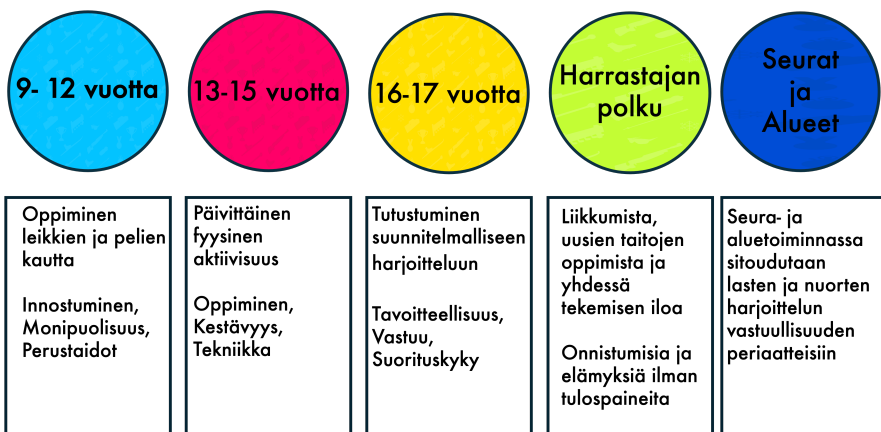 9- 12 vuotta
13-15 vuotta
16-17 vuotta
Harrastajan
polku
Seurat
ja
Alueet
Oppiminen
leikkien ja pelien
kautta
Innostuminen,
Monipuolisuus,
Perustaidot
Päivittäinen
fyysinen
aktiivisuus
Oppiminen,
Kestävyys,
Tekniikka
Tutustuminen
suunnitelmalliseen
harjoitteluun
Tavoitteellisuus,
Vastuu,
Suorituskyky
Liikkumista,
uusien taitojen
oppimista ja
yhdessä
tekemisen iloa
Onnistumisia ja
elämyksiä ilman
tulospaineita
Seura- ja
aluetoiminnassa
sitoudutaan
lasten ja nuorten
harjoittelun
vastuullisuuden
periaatteisiin